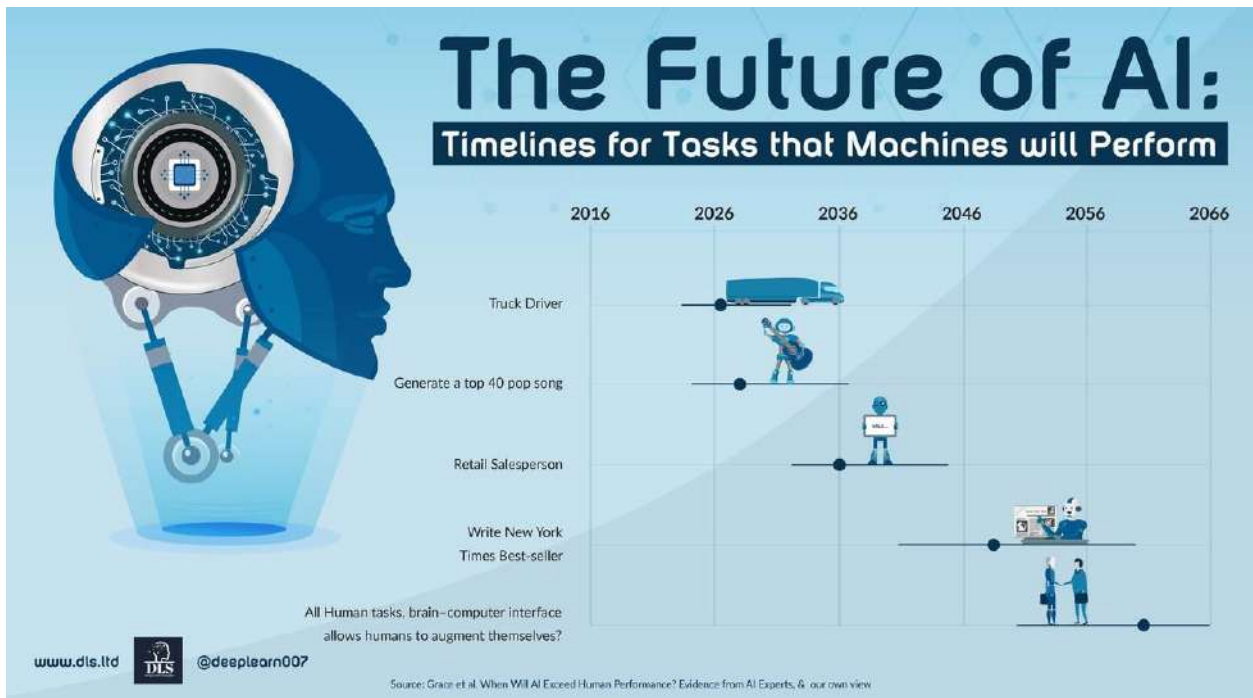 The Future of AI:
Timelines for Tasks that Machines will Perform
2016 2026 2036 2046 2056 2066
Truck Driver
Generate a top 40 pop song
Retail Salesperson
Write New York
Times Best-seller
All Human tasks, brain–computer interface
allows humans to augment themselves?
www.dls.ltd DLS @deeplearn007
Source: Grace et al. When Will AI Exceed Human Performance? Evidence from AI Experts, & our own view